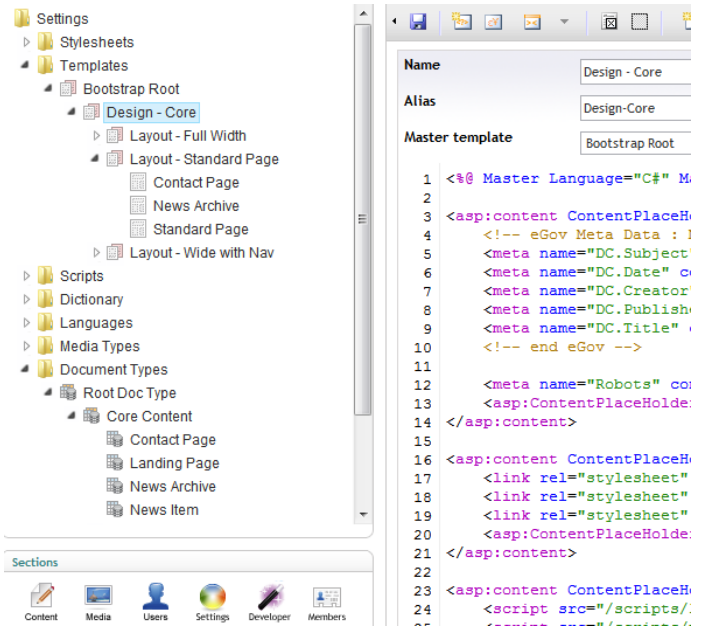 Settings
Stylesheets
Templates
Bootstrap Root
Design - Core
Layout - Full Width
Layout - Standard Page
Contact Page
News Archive
Standard Page
Layout - Wide with Nav
Scripts
Dictionary
Languages
Media Types
Document Types
Root Doc Type
Core Content
Contact Page
Landing Page
News Archive
News Item
Sections
Content Media Users Settings Developer Members
Name Design - Core
Alias Design-Core
Master template Bootstrap Root
1 <%@ Master Language="C#" Ma
2
3 <asp:content ContentPlaceHo
4 <!-- eGov Meta Data :
5 <meta name="DC.Subject"
6 <meta name="DC.Date" co
7 <meta name="DC.Creator"
8 <meta name="DC.Publishe
9 <meta name="DC.Title"
10 <!-- end eGov -->
11
12 <meta name="Robots" con
13 <asp:ContentPlaceHolder
14 </asp:content>
15
16 <asp:content ContentPlaceHo
17 <link rel="stylesheet"
18 <link rel="stylesheet"
19 <link rel="stylesheet"
20 <asp:ContentPlaceHolder
21 </asp:content>
22
23 <asp:content ContentPlaceHo
24 <script src="/scripts/
25 <script src="/scripts/